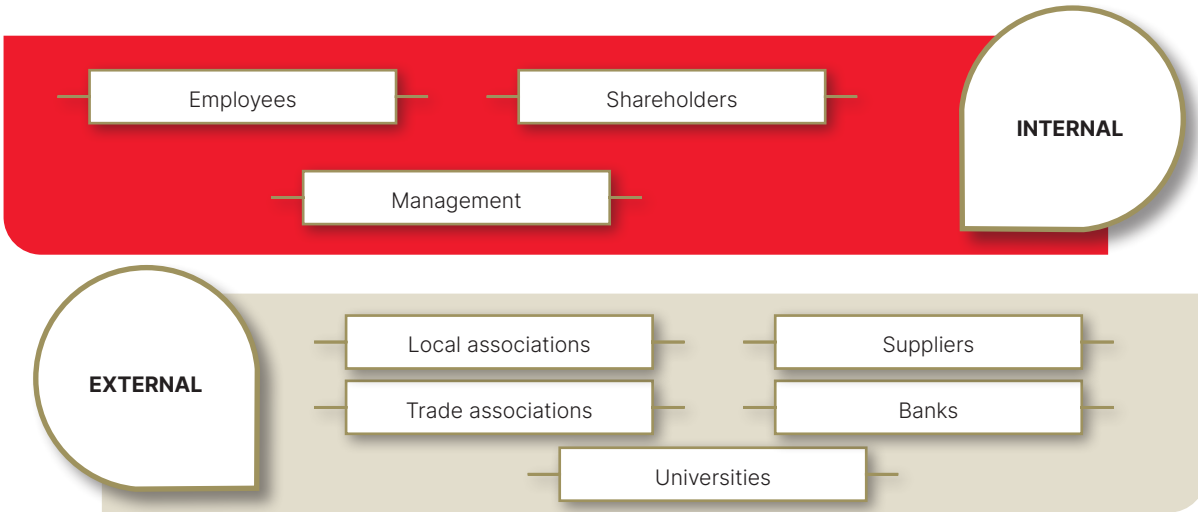 Employees
Shareholders
INTERNAL
Management
Local associations
Suppliers
EXTERNAL
Trade associations
Banks
Universities